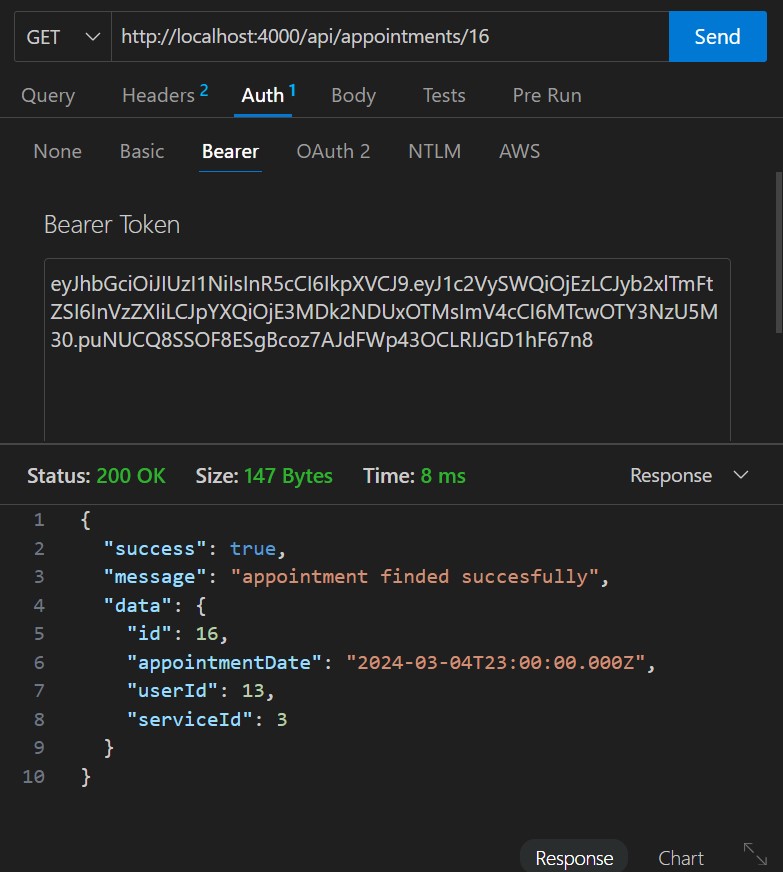 GET http://localhost:4000/api/appointments/16 Send
Query Headers 2 Auth 1 Body Tests Pre Run
None Basic Bearer OAuth 2 NTLM AWS
Bearer Token
eyJhbGciOiJIUzI1NiIsInR5cCI6IkpXVCJ9.eyJ1c2VySWQiOjEzLCJyb2xlTmFt
ZSI6InVzZXIiLCJpYXQiOjE3MDk2NDUxOTMsImV4cCI6MTcwOTY3NzU5M
30.puNUCQ8SSOF8ESgBcoz7AJdFWp43OCLRIJGD1hF67n8
Status: 200 OK Size: 147 Bytes Time: 8 ms Response
1 {
2 "success": true,
3 "message": "appointment finded succesfully",
4 "data": {
5 "id": 16,
6 "appointmentDate": "2024-03-04T23:00:00.000Z",
7 "userId": 13,
8 "serviceId": 3
9 }
10 }
Response Chart